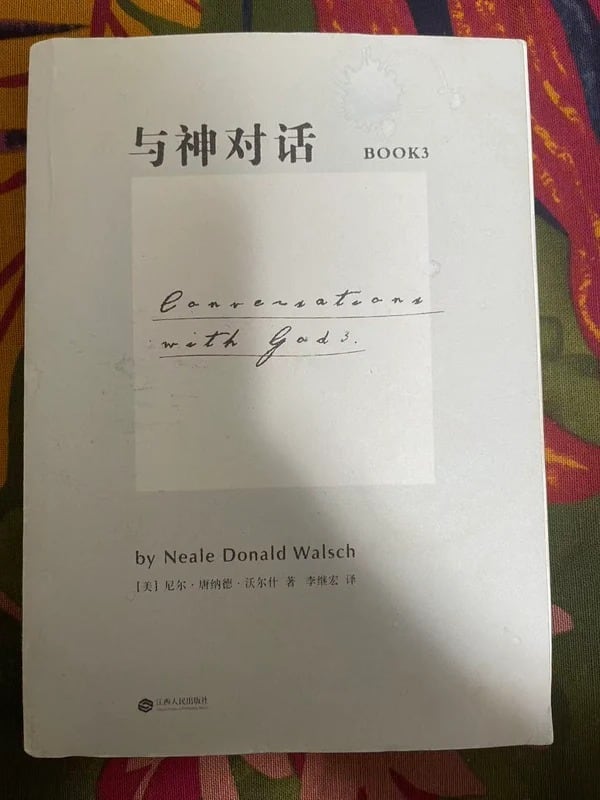 与神对话 BOOK3
Conversations
with God 3.
by Neale Donald Walsch
[美] 尼尔·唐纳德·沃尔什 著 李继宏 译
江西人民出版社